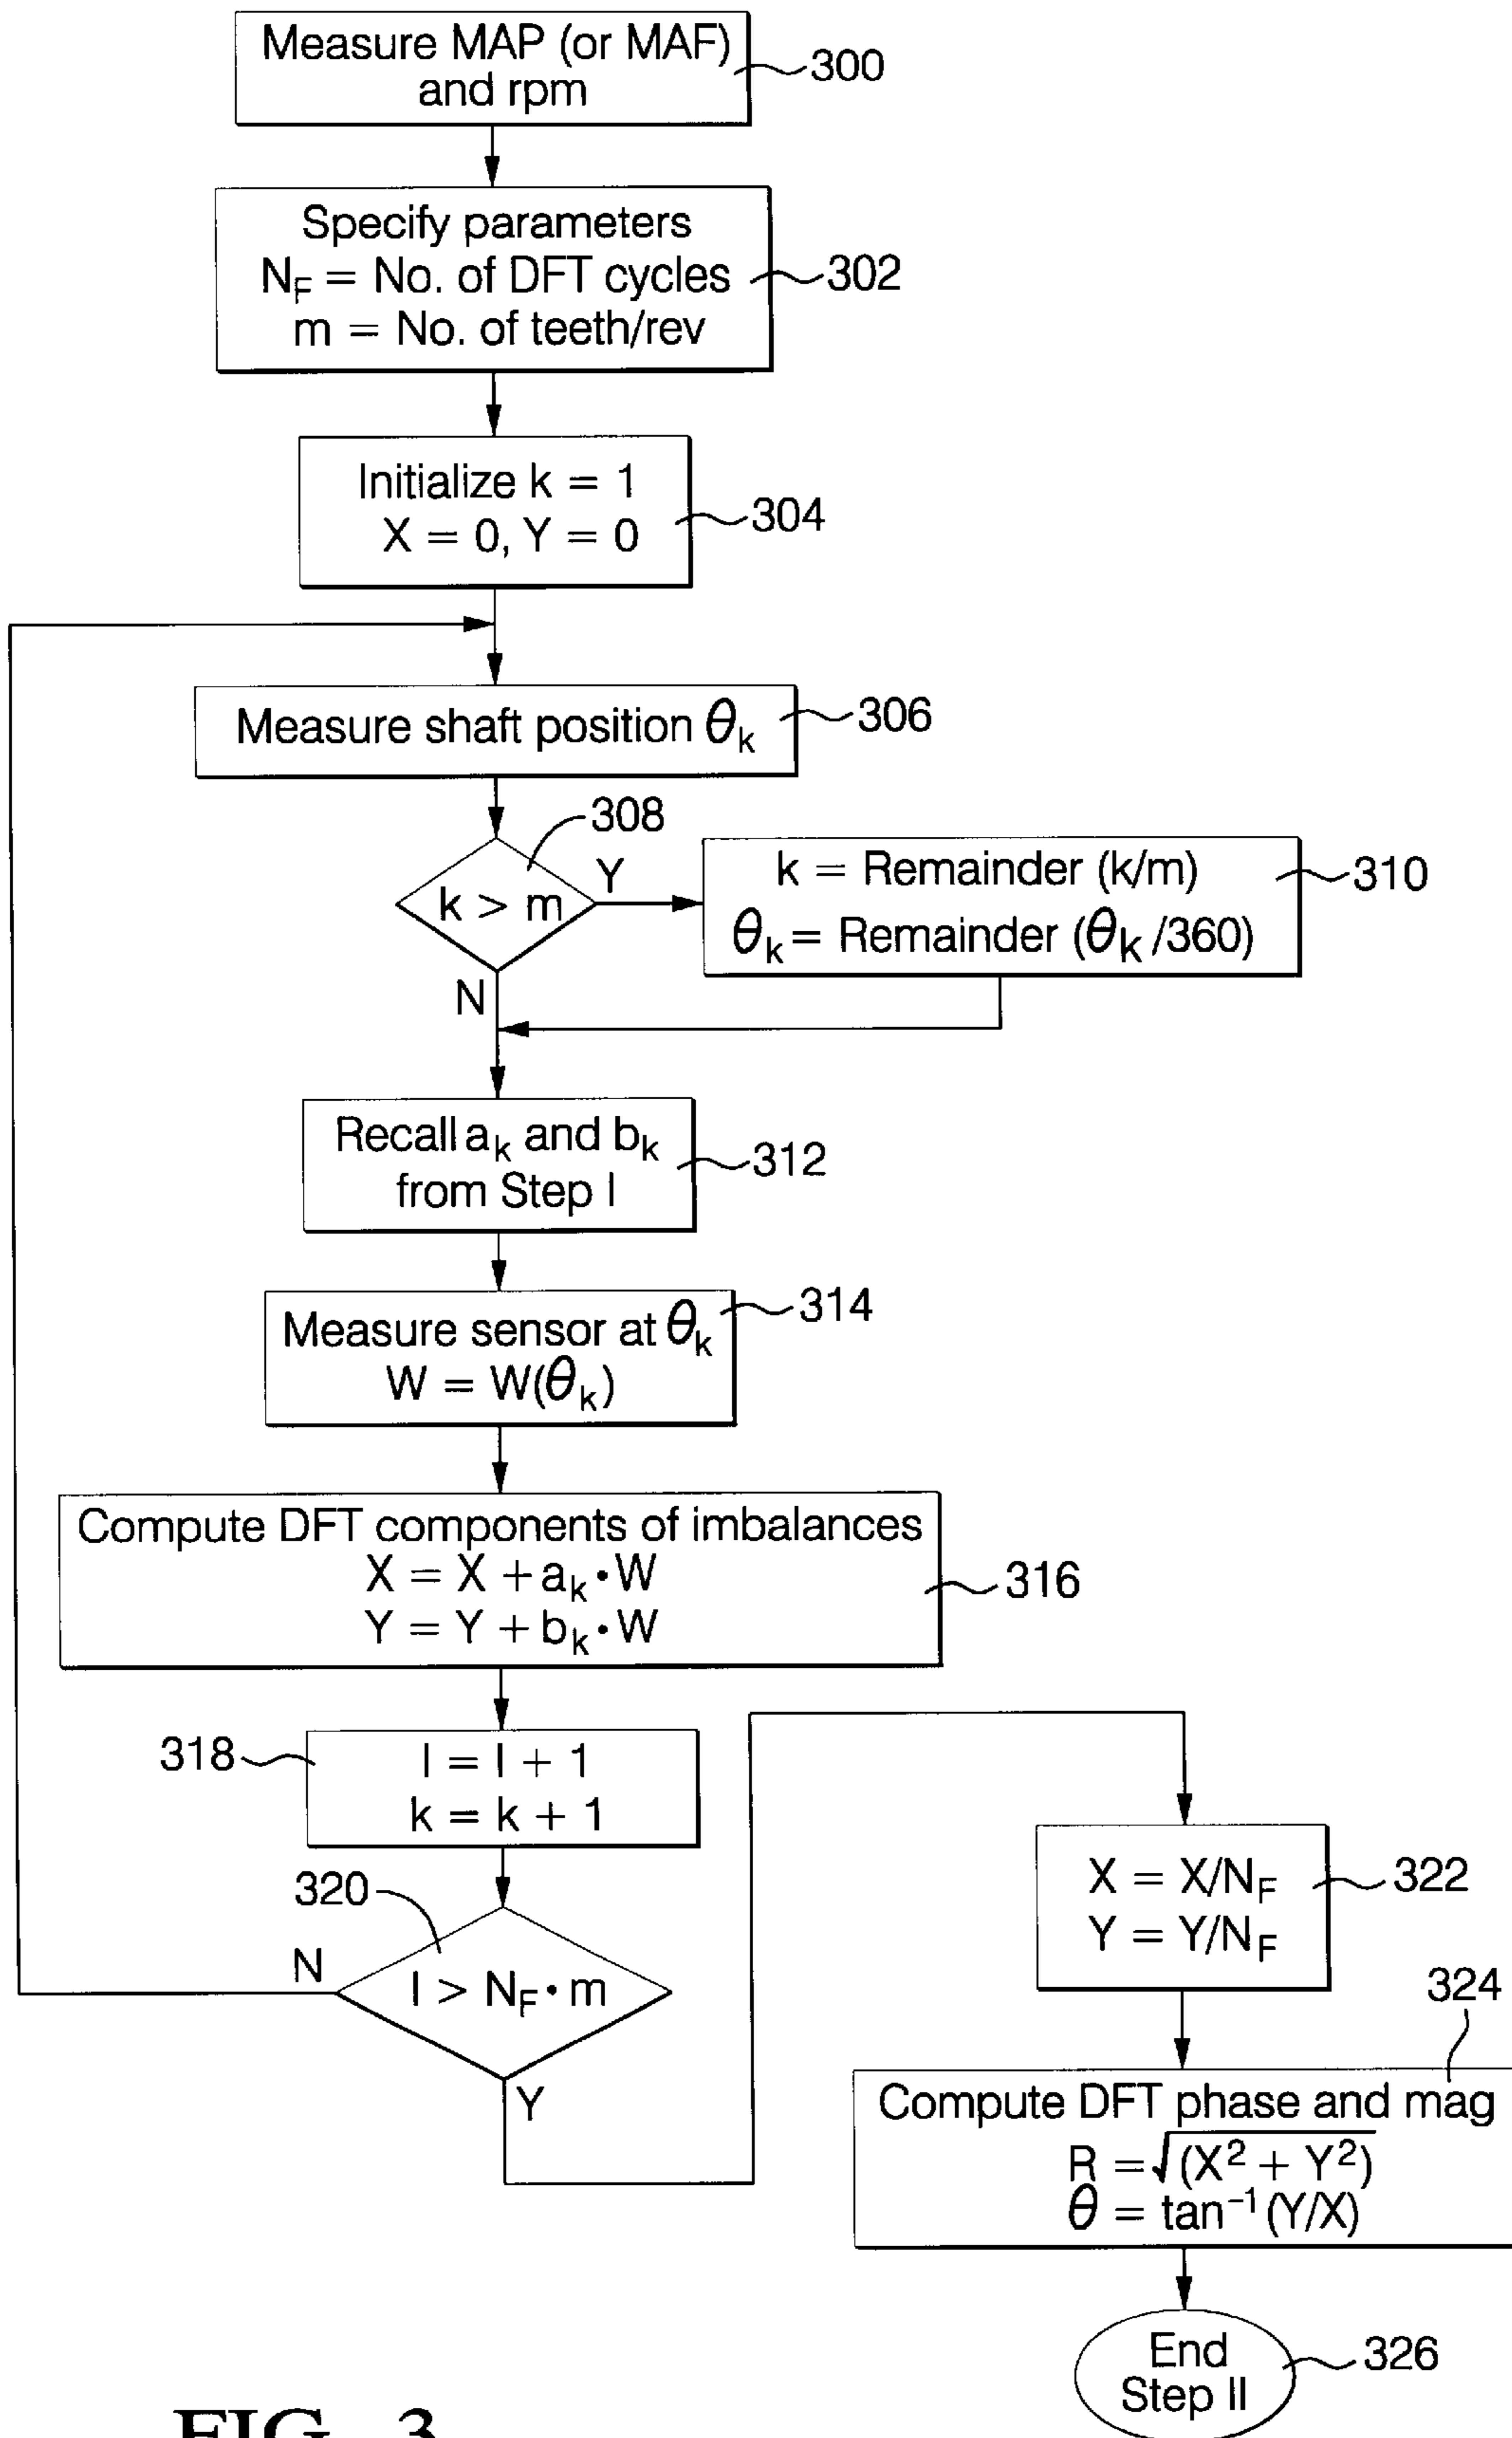 Measure MAP (or MAF)
and rpm
300
Specify parameters
N_F = No. of DFT cycles
m = No. of teeth/rev
302
Initialize k = 1
X = 0, Y = 0
304
Measure shaft position θ_k
306
308
k > m
Y
N
k = Remainder (k/m)
θ_k = Remainder (θ_k /360)
310
Recall a_k and b_k
from Step I
312
Measure sensor at θ_k
W = W(θ_k)
314
Compute DFT components of imbalances
X = X + a_k • W
Y = Y + b_k • W
316
318
I = I + 1
k = k + 1
320
N
I > N_F • m
Y
X = X/N_F
Y = Y/N_F
322
324
Compute DFT phase and mag
R = √(X² + Y²)
θ = tan⁻¹ (Y/X)
End
Step II
326
FIG. 3